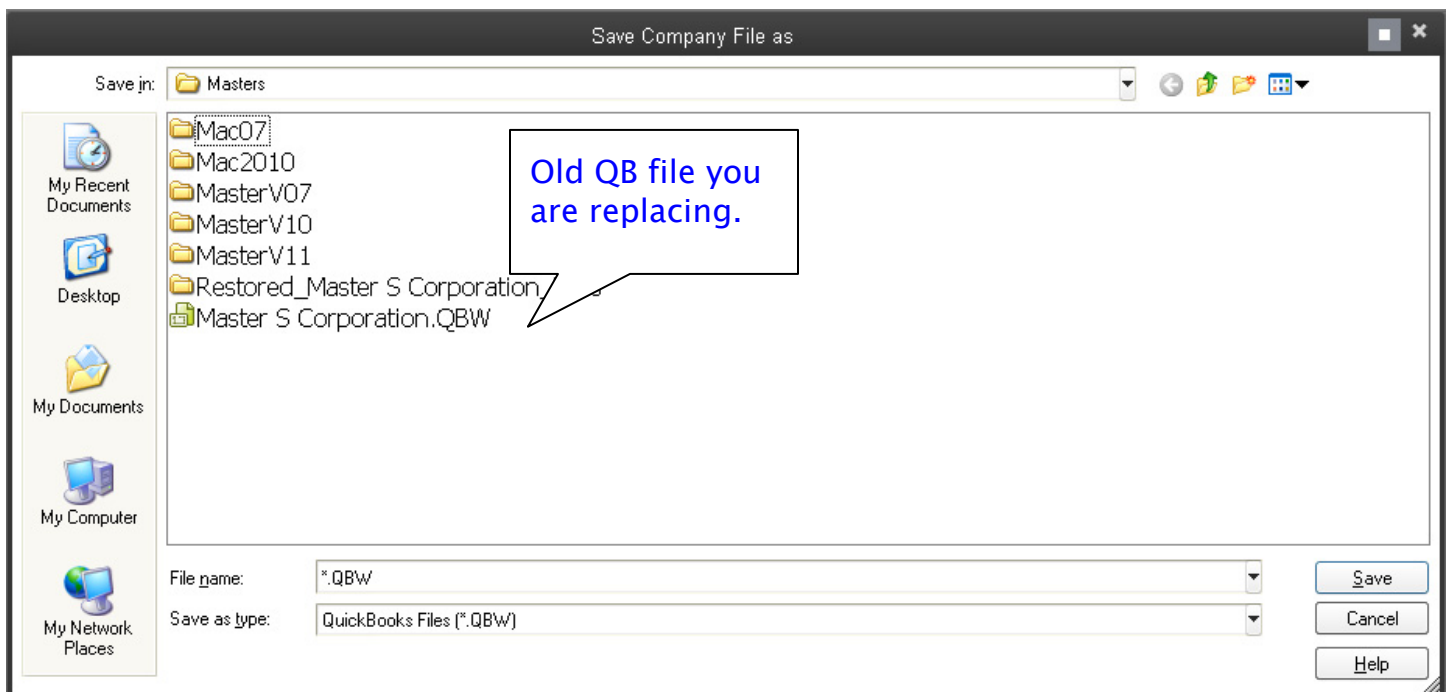 Save Company File as
Save in: Masters
Mac07
Mac2010
MasterV07
MasterV10
MasterV11
Restored_Master S Corporation_
Master S Corporation.QBW
Old QB file you
are replacing.
My Recent
Documents
Desktop
My Documents
My Computer
My Network
Places
File name: *.QBW
Save as type: QuickBooks Files (*.QBW)
Save
Cancel
Help